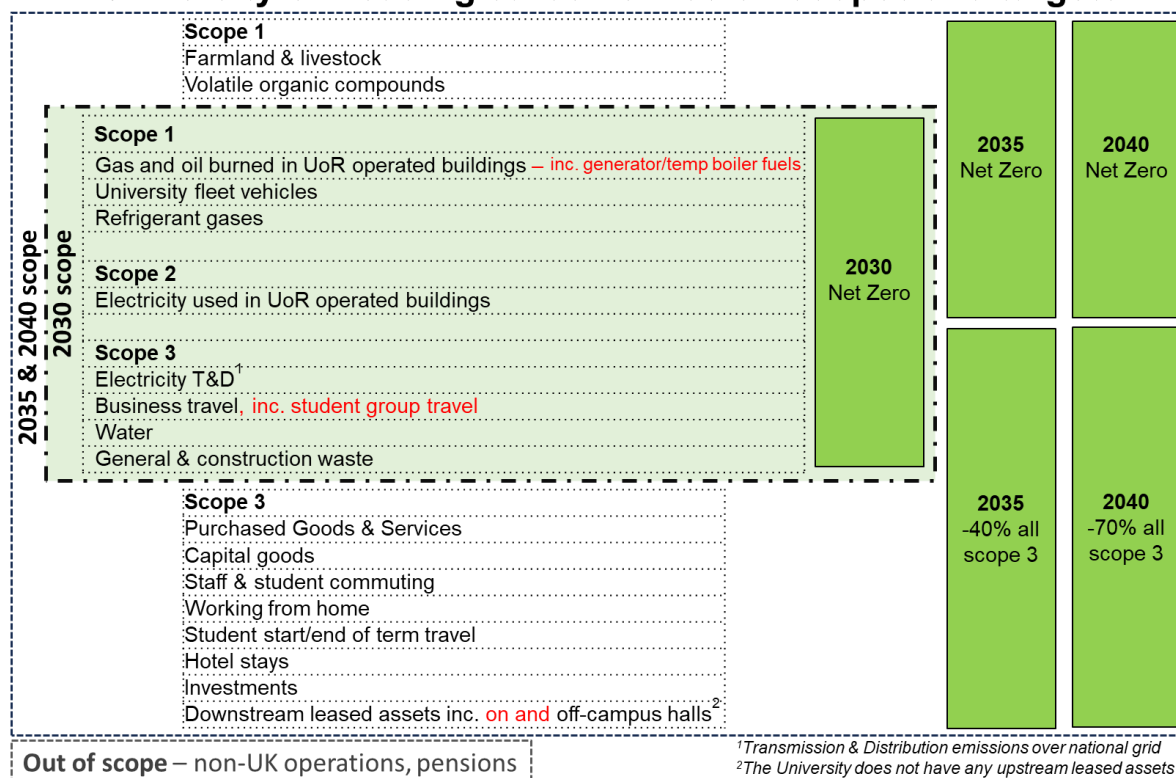 Scope 1
Farmland & livestock
Volatile organic compounds
2035 & 2040 scope
2030 scope
Scope 1
Gas and oil burned in UoR operated buildings – inc. generator/temp boiler fuels
University fleet vehicles
Refrigerant gases
Scope 2
Electricity used in UoR operated buildings
Scope 3
Electricity T&D¹
Business travel, inc. student group travel
Water
General & construction waste
2030
Net Zero
Scope 3
Purchased Goods & Services
Capital goods
Staff & student commuting
Working from home
Student start/end of term travel
Hotel stays
Investments
Downstream leased assets inc. on and off-campus halls²
2035
Net Zero
2040
Net Zero
2035
-40% all
scope 3
2040
-70% all
scope 3
Out of scope – non-UK operations, pensions
¹Transmission & Distribution emissions over national grid
²The University does not have any upstream leased assets